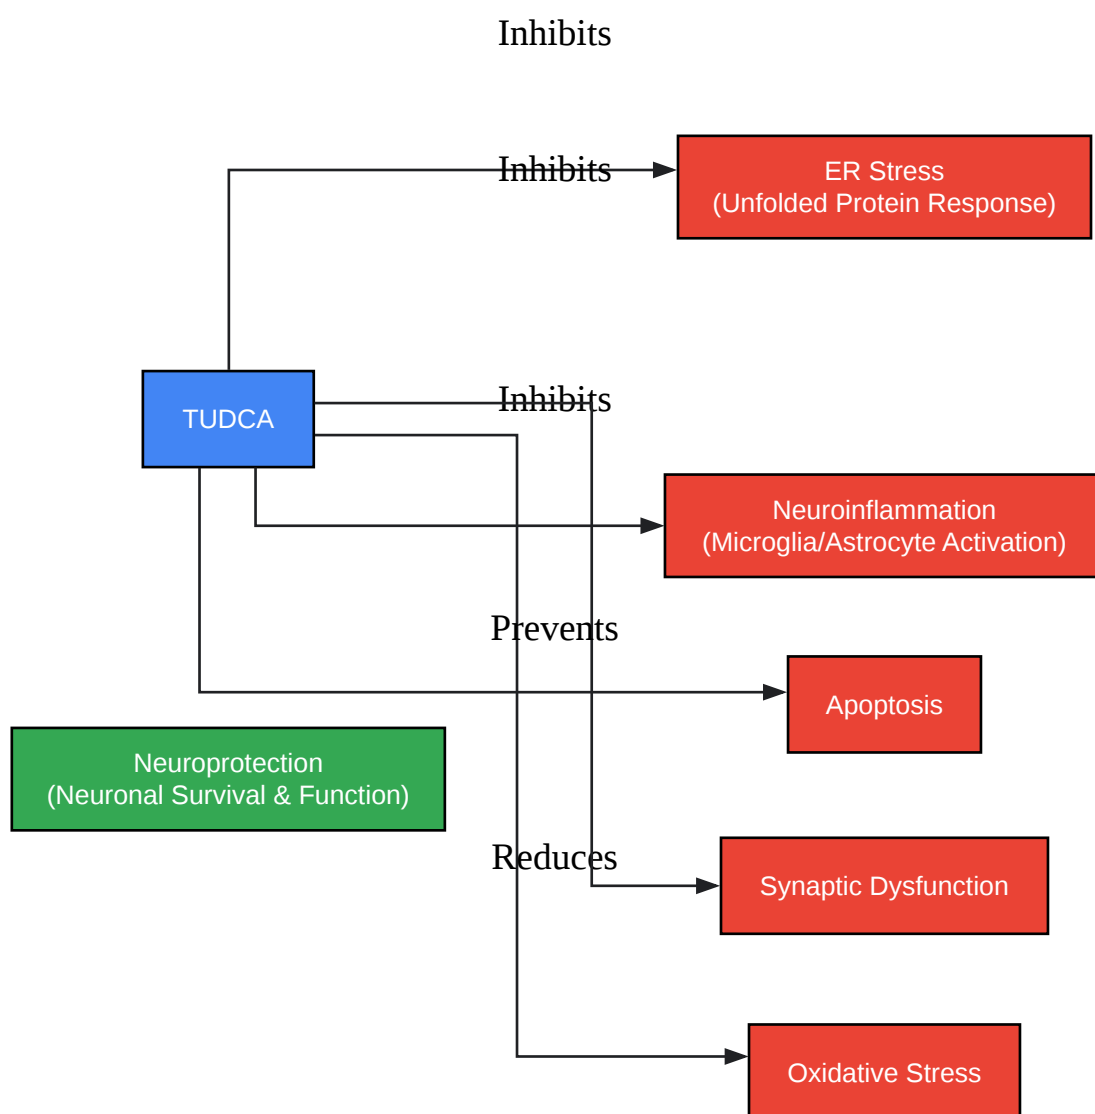 Inhibits
Inhibits
ER Stress
(Unfolded Protein Response)
Inhibits
TUDCA
Neuroinflammation
(Microglia/Astrocyte Activation)
Prevents
Apoptosis
Neuroprotection
(Neuronal Survival & Function)
Reduces
Synaptic Dysfunction
Oxidative Stress